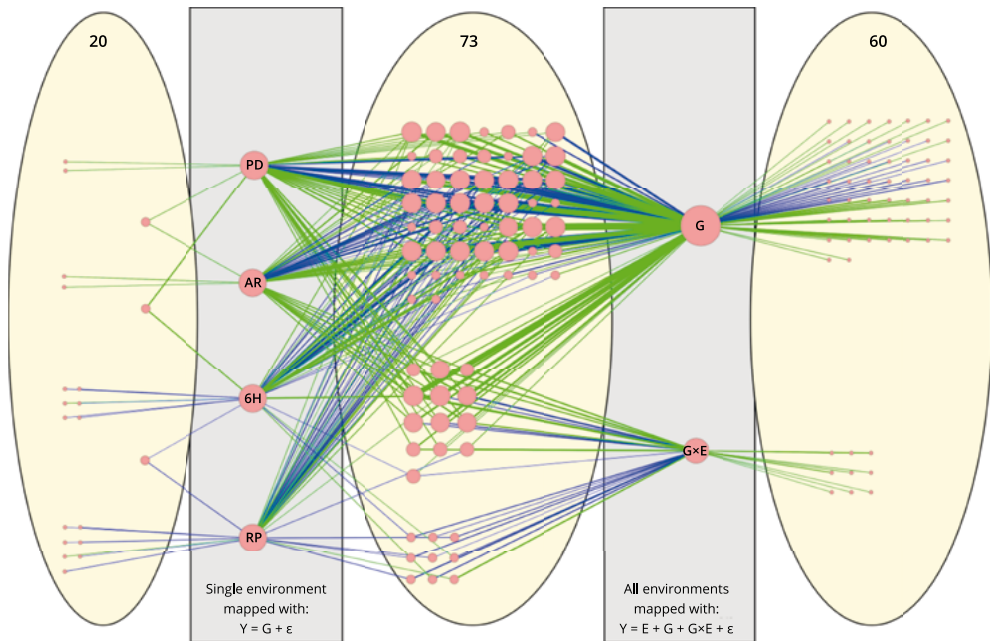 20
73
60
PD
AR
6H
RP
G
G×E
Single environment
mapped with:
Y = G + ε
All environments
mapped with:
Y = E + G + G×E + ε